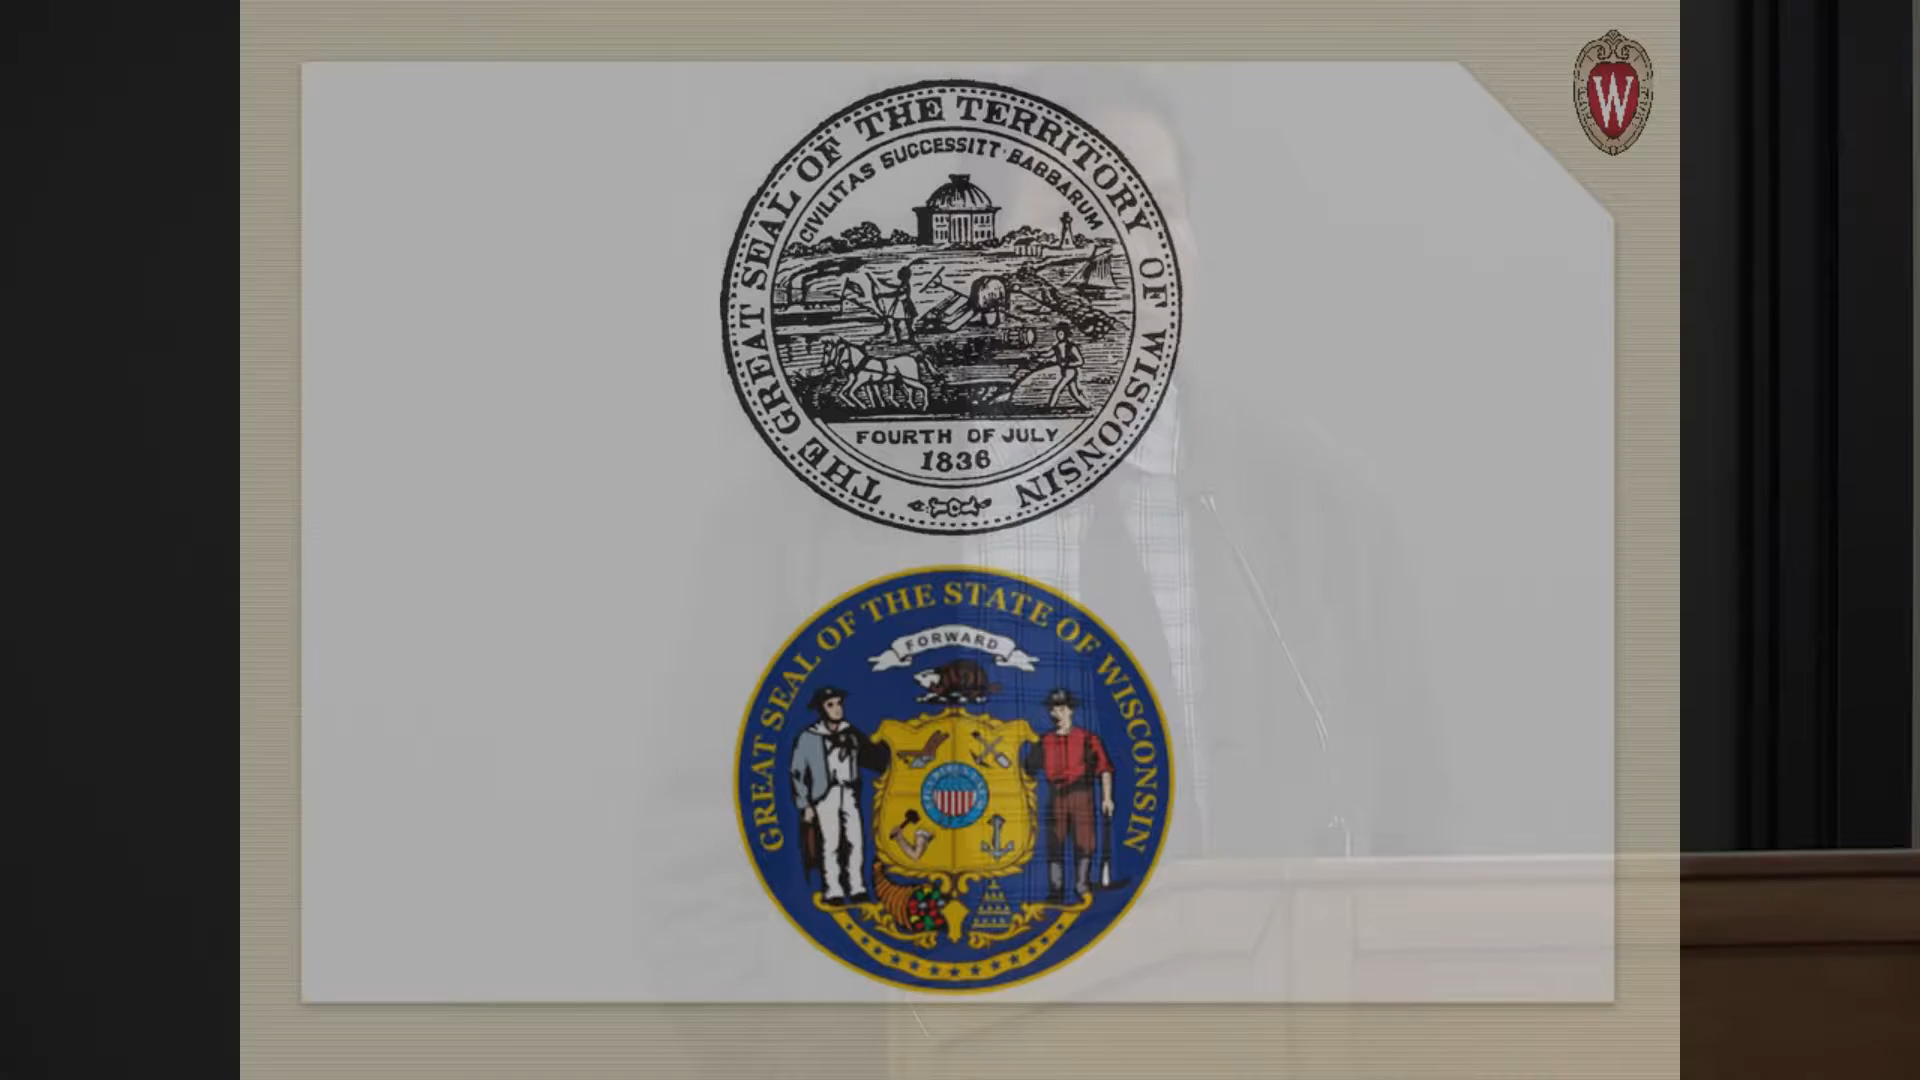 THE GREAT SEAL OF THE TERRITORY OF WISCONSIN
CIVILITAS SUCCESSITT · BARBARUM
FOURTH OF JULY
1836
GREAT SEAL OF THE STATE OF WISCONSIN
FORWARD
W